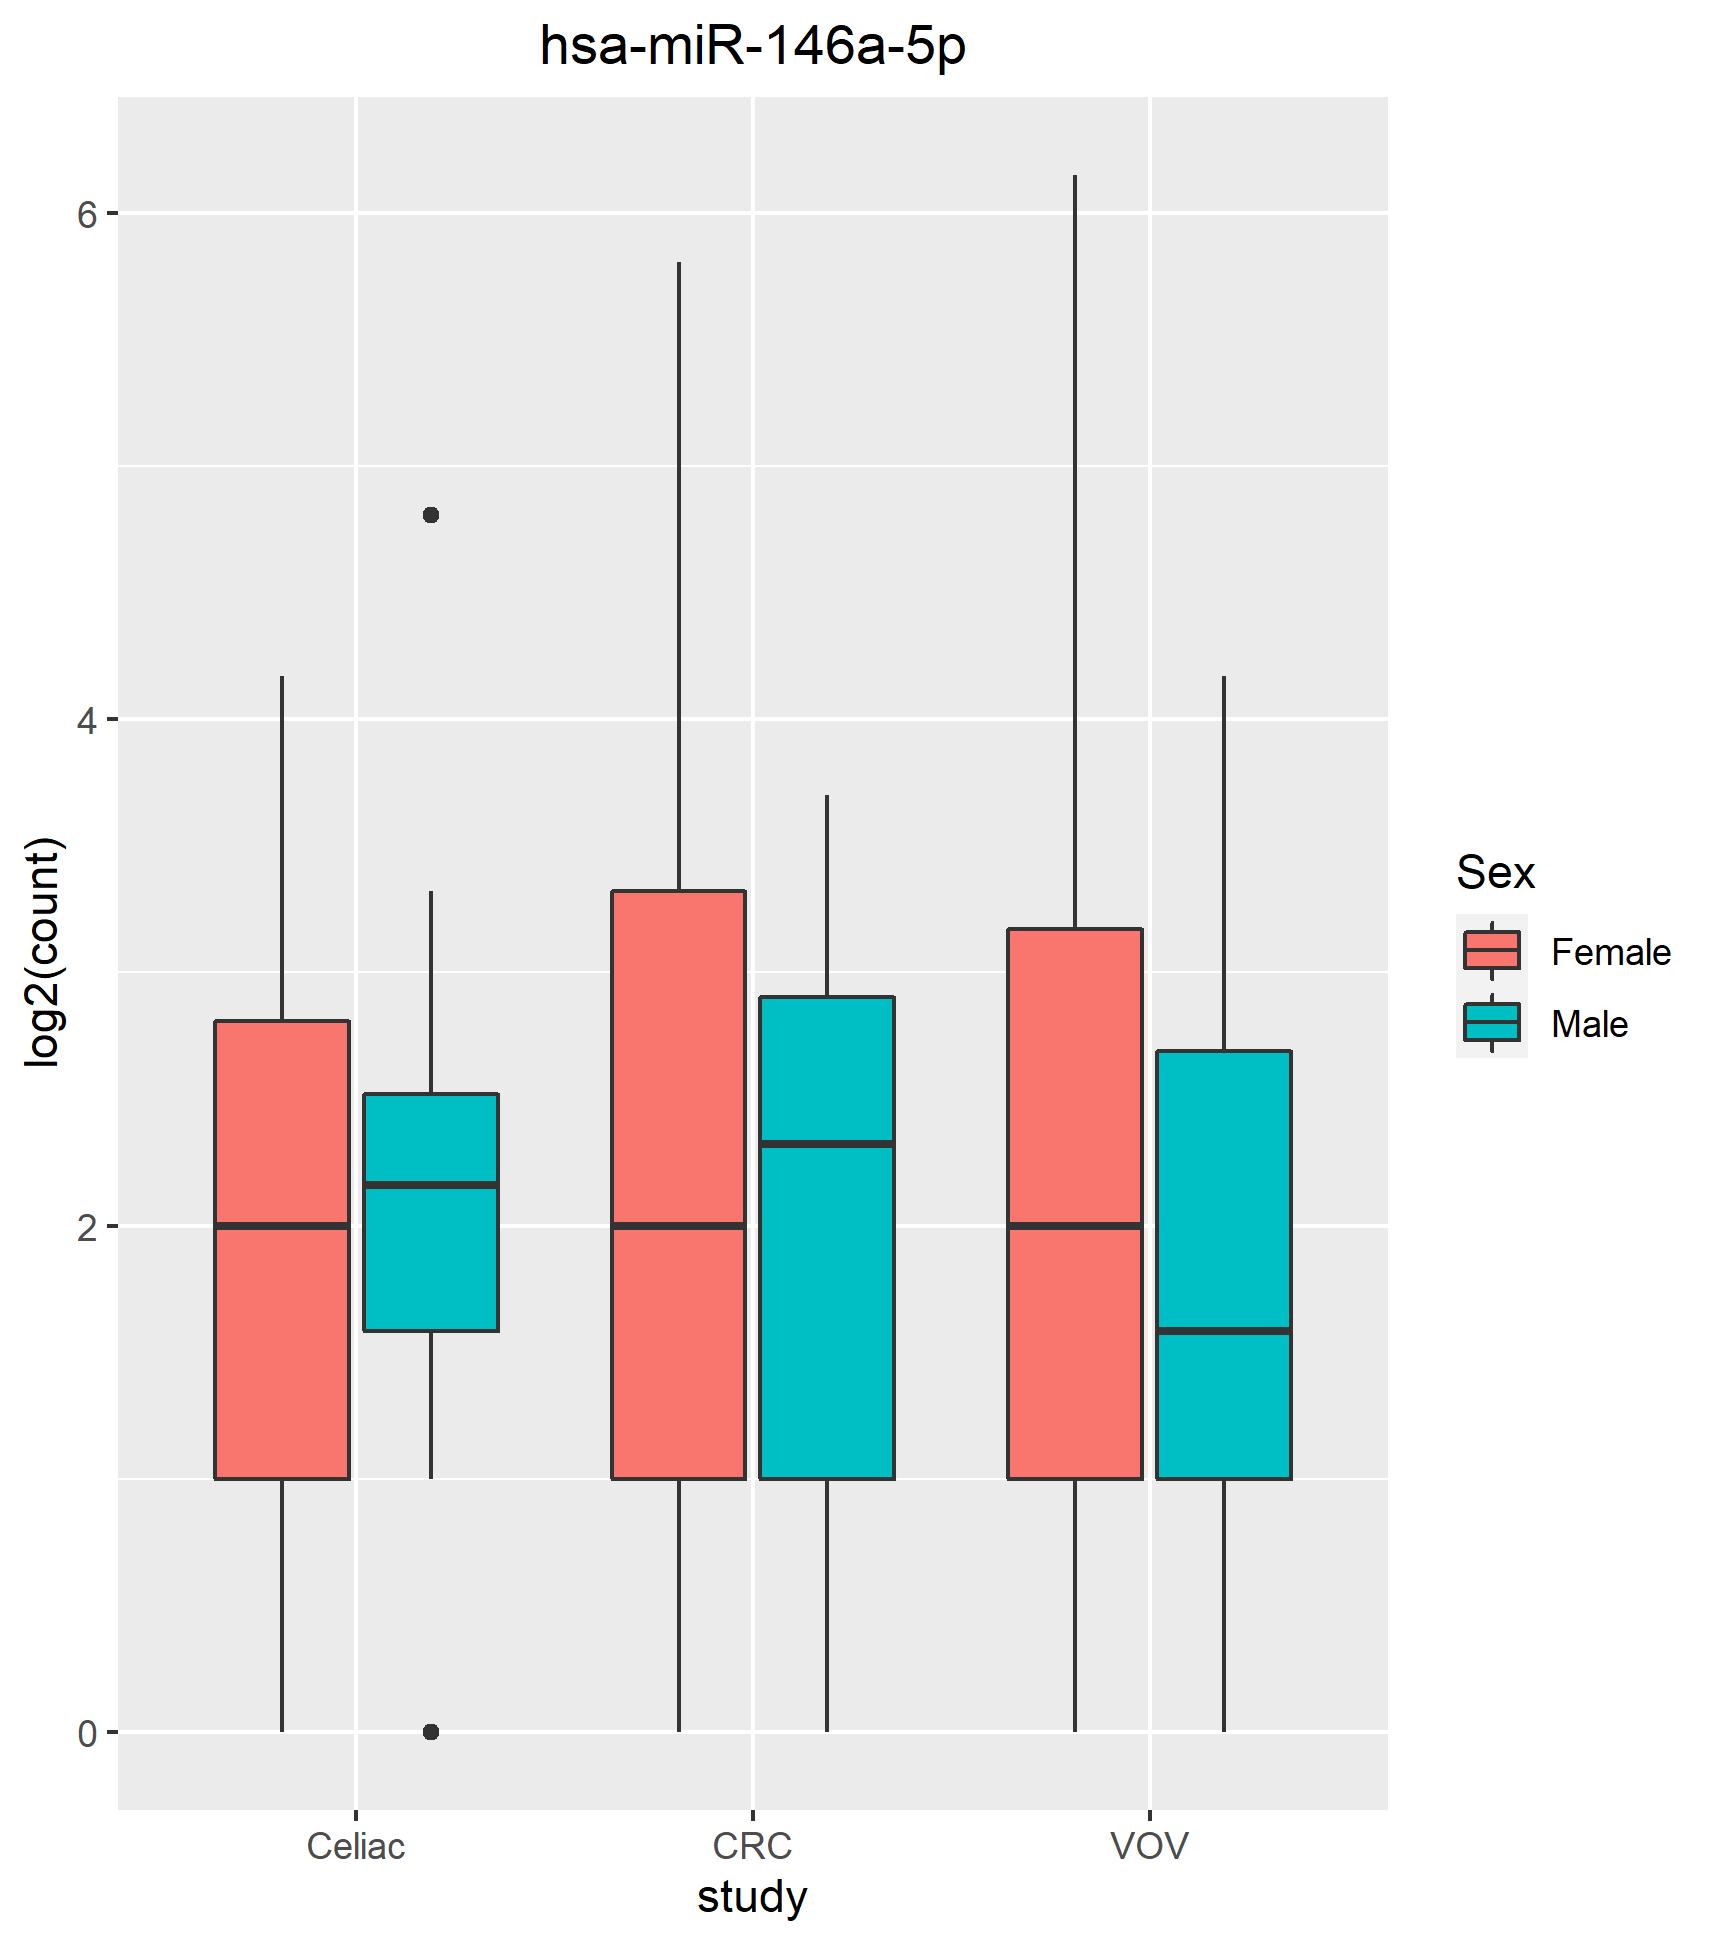 hsa-miR-146a-5p
6
4
2
0
log2(count)
Celiac
CRC
VOV
study
Sex
Female
Male